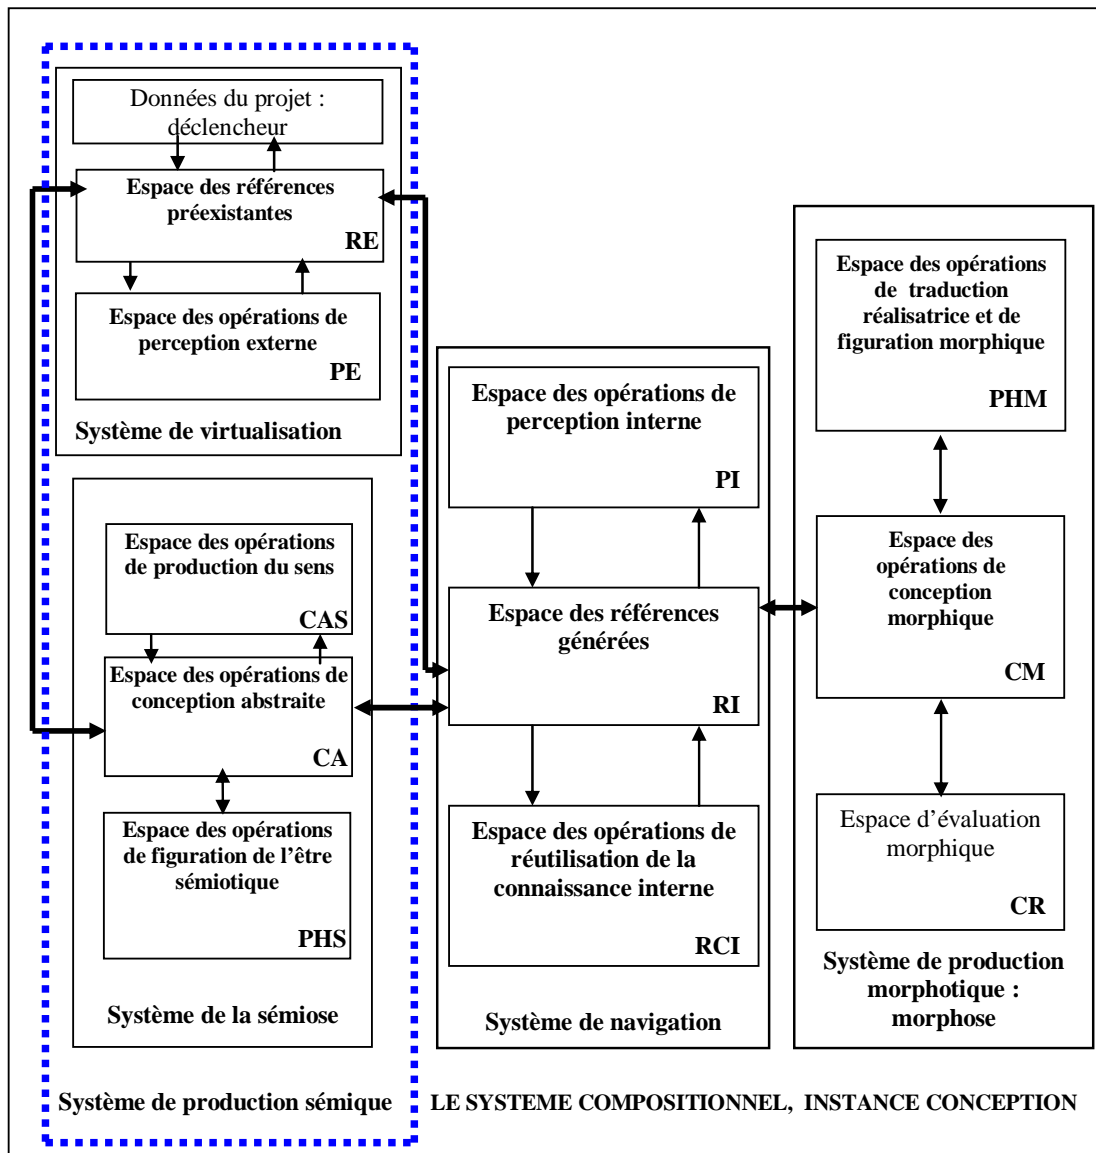 Données du projet :
déclencheur
Espace des références
préexistantes
RE
Espace des opérations de
perception externe
PE
Système de virtualisation
Espace des opérations
de production du sens
CAS
Espace des opérations de
conception abstraite
CA
Espace des opérations
de figuration de l'être
sémiotique
PHS
Système de la sémiose
Système de production sémique
Espace des opérations de
perception interne
PI
Espace des références
générées
RI
Espace des opérations de
réutilisation de la
connaissance interne
RCI
Système de navigation
Espace des opérations
de traduction
réalisatrice et de
figuration morphique
PHM
Espace des
opérations de
conception
morphique
CM
Espace d'évaluation
morphique
CR
Système de production
morphotique :
morphose
LE SYSTEME COMPOSITIONNEL, INSTANCE CONCEPTION